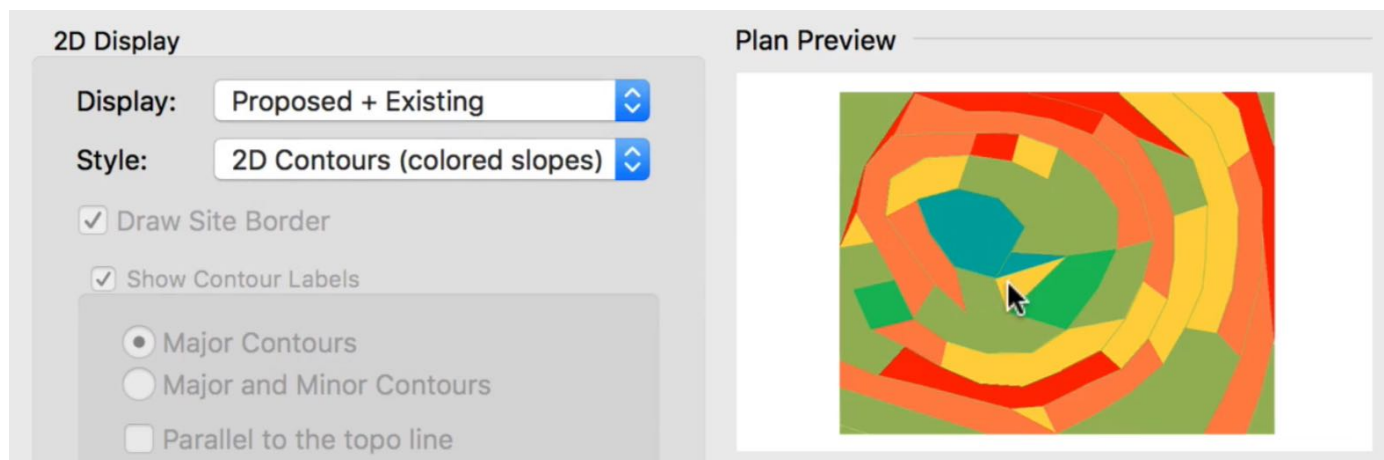 2D Display
Display: Proposed + Existing
Style: 2D Contours (colored slopes)
Draw Site Border
Show Contour Labels
Major Contours
Major and Minor Contours
Parallel to the topo line
Plan Preview